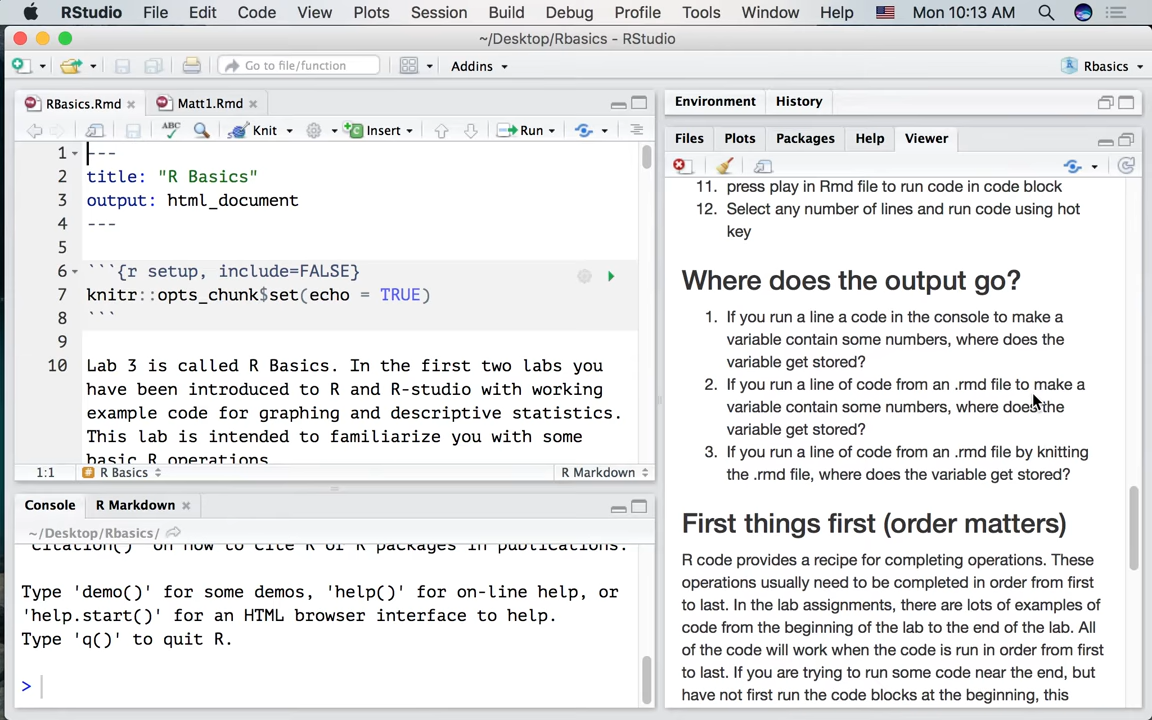 RStudio File Edit Code View Plots Session Build Debug Profile Tools Window Help Mon 10:13 AM
~/Desktop/Rbasics - RStudio
Go to file/function Addins Rbasics
RBasics.Rmd Matt1.Rmd
ABC Knit Insert Run
1 ---
2 title: "R Basics"
3 output: html_document
4 ---
5
6 ```{r setup, include=FALSE}
7 knitr::opts_chunk$set(echo = TRUE)
8 ```
9
10 Lab 3 is called R Basics. In the first two labs you
have been introduced to R and R-studio with working
example code for graphing and descriptive statistics.
This lab is intended to familiarize you with some
basic R operations
1:1 R Basics R Markdown
Console R Markdown
~/Desktop/Rbasics/
'citation()' on how to cite R or R packages in publications.
Type 'demo()' for some demos, 'help()' for on-line help, or
'help.start()' for an HTML browser interface to help.
Type 'q()' to quit R.
>
Environment History
Files Plots Packages Help Viewer
11. press play in Rmd file to run code in code block
12. Select any number of lines and run code using hot
key
Where does the output go?
1. If you run a line a code in the console to make a
variable contain some numbers, where does the
variable get stored?
2. If you run a line of code from an .rmd file to make a
variable contain some numbers, where does the
variable get stored?
3. If you run a line of code from an .rmd file by knitting
the .rmd file, where does the variable get stored?
First things first (order matters)
R code provides a recipe for completing operations. These
operations usually need to be completed in order from first
to last. In the lab assignments, there are lots of examples of
code from the beginning of the lab to the end of the lab. All
of the code will work when the code is run in order from first
to last. If you are trying to run some code near the end, but
have not first run the code blocks at the beginning, this